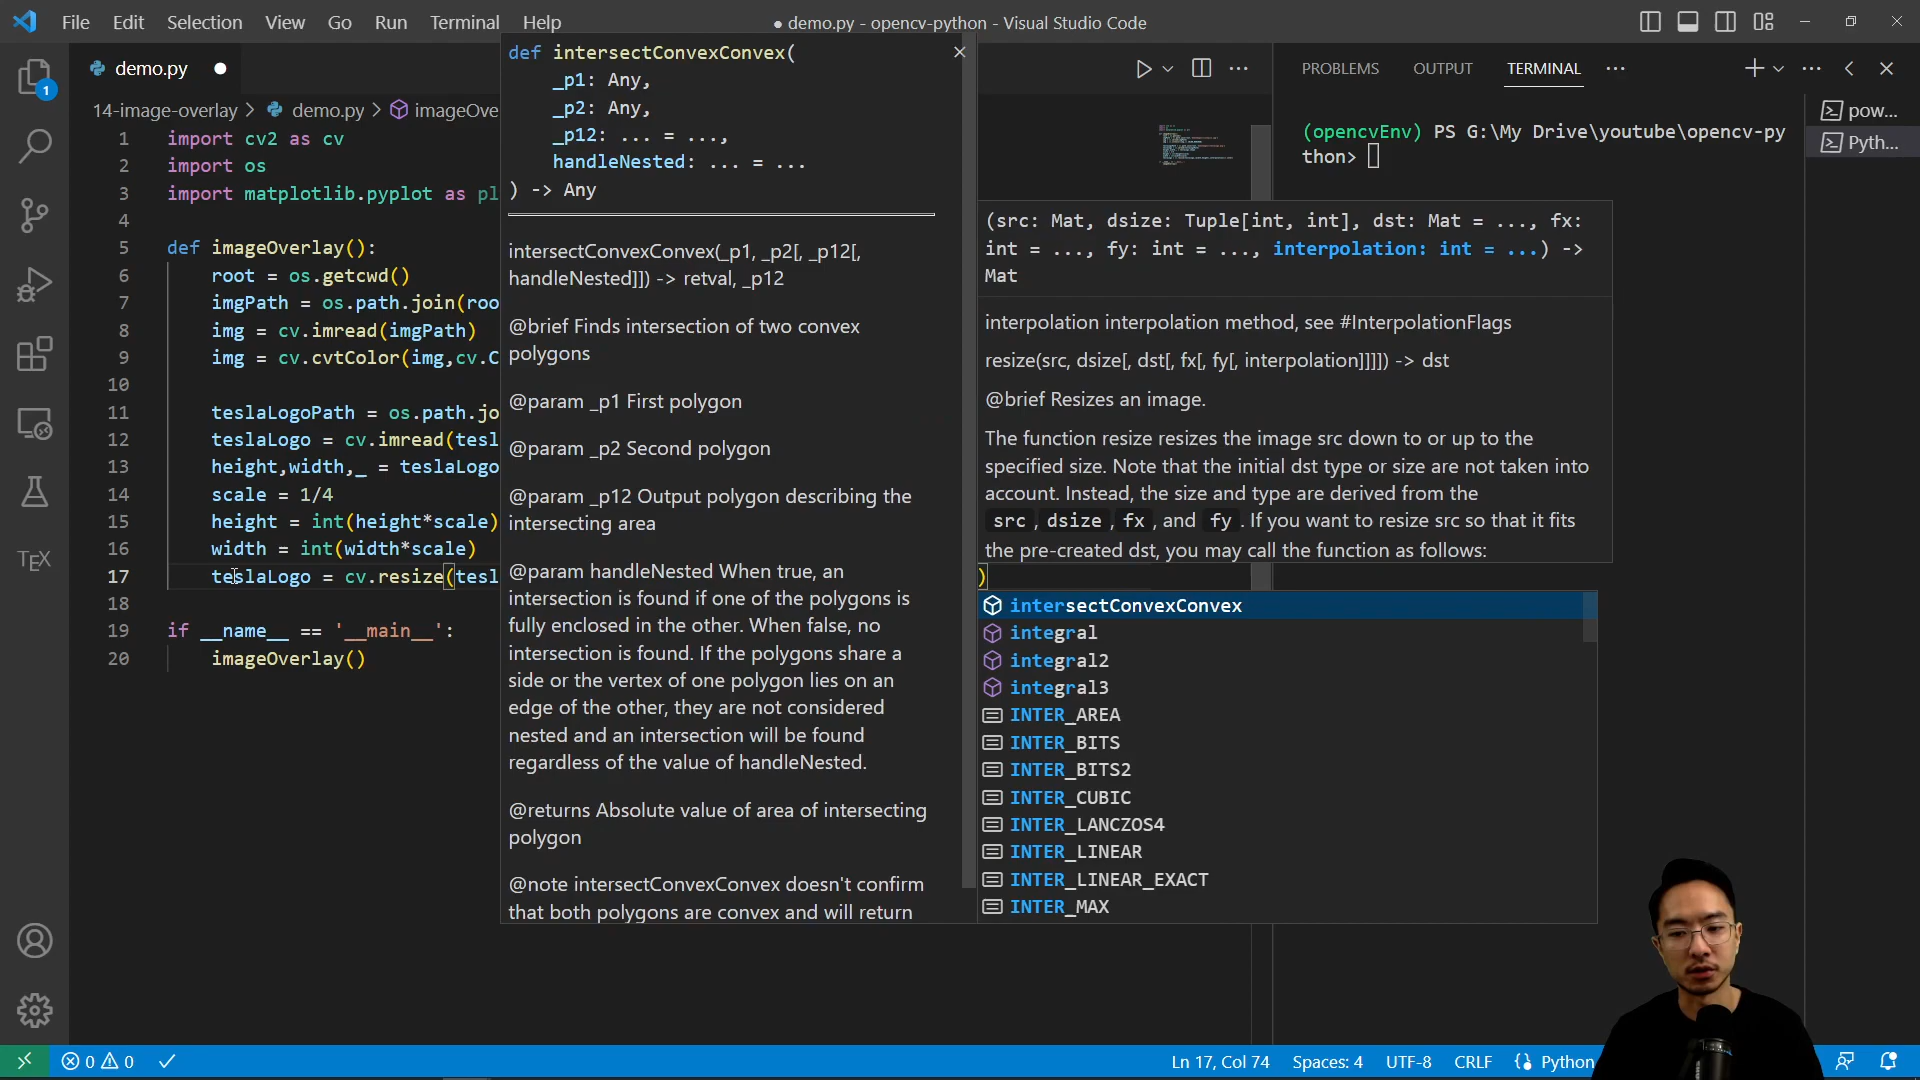 File Edit Selection View Go Run Terminal Help
● demo.py - opencv-python - Visual Studio Code
demo.py
PROBLEMS OUTPUT TERMINAL
14-image-overlay > demo.py > imageOve
1 import cv2 as cv
2 import os
3 import matplotlib.pyplot as pl
4
5 def imageOverlay():
6 root = os.getcwd()
7 imgPath = os.path.join(roo
8 img = cv.imread(imgPath)
9 img = cv.cvtColor(img,cv.C
10
11 teslaLogoPath = os.path.jo
12 teslaLogo = cv.imread(tesl
13 height,width,_ = teslaLogo
14 scale = 1/4
15 height = int(height*scale)
16 width = int(width*scale)
17 teslaLogo = cv.resize(tesl
18
19 if __name__ == '__main__':
20 imageOverlay()
def intersectConvexConvex(
_p1: Any,
_p2: Any,
_p12: ... = ...,
handleNested: ... = ...
) -> Any
intersectConvexConvex(_p1, _p2[, _p12[,
handleNested]]) -> retval, _p12
@brief Finds intersection of two convex
polygons
@param _p1 First polygon
@param _p2 Second polygon
@param _p12 Output polygon describing the
intersecting area
@param handleNested When true, an
intersection is found if one of the polygons is
fully enclosed in the other. When false, no
intersection is found. If the polygons share a
side or the vertex of one polygon lies on an
edge of the other, they are not considered
nested and an intersection will be found
regardless of the value of handleNested.
@returns Absolute value of area of intersecting
polygon
@note intersectConvexConvex doesn't confirm
that both polygons are convex and will return
(src: Mat, dsize: Tuple[int, int], dst: Mat = ..., fx:
int = ..., fy: int = ..., interpolation: int = ...) ->
Mat
interpolation interpolation method, see #InterpolationFlags
resize(src, dsize[, dst[, fx[, fy[, interpolation]]]]) -> dst
@brief Resizes an image.
The function resize resizes the image src down to or up to the
specified size. Note that the initial dst type or size are not taken into
account. Instead, the size and type are derived from the
src , dsize , fx , and fy . If you want to resize src so that it fits
the pre-created dst, you may call the function as follows:
)
intersectConvexConvex
integral
integral2
integral3
INTER_AREA
INTER_BITS
INTER_BITS2
INTER_CUBIC
INTER_LANCZOS4
INTER_LINEAR
INTER_LINEAR_EXACT
INTER_MAX
(opencvEnv) PS G:\My Drive\youtube\opencv-py
thon>
pow...
Pyth...
1
TEX
0 0
Ln 17, Col 74 Spaces: 4 UTF-8 CRLF Python